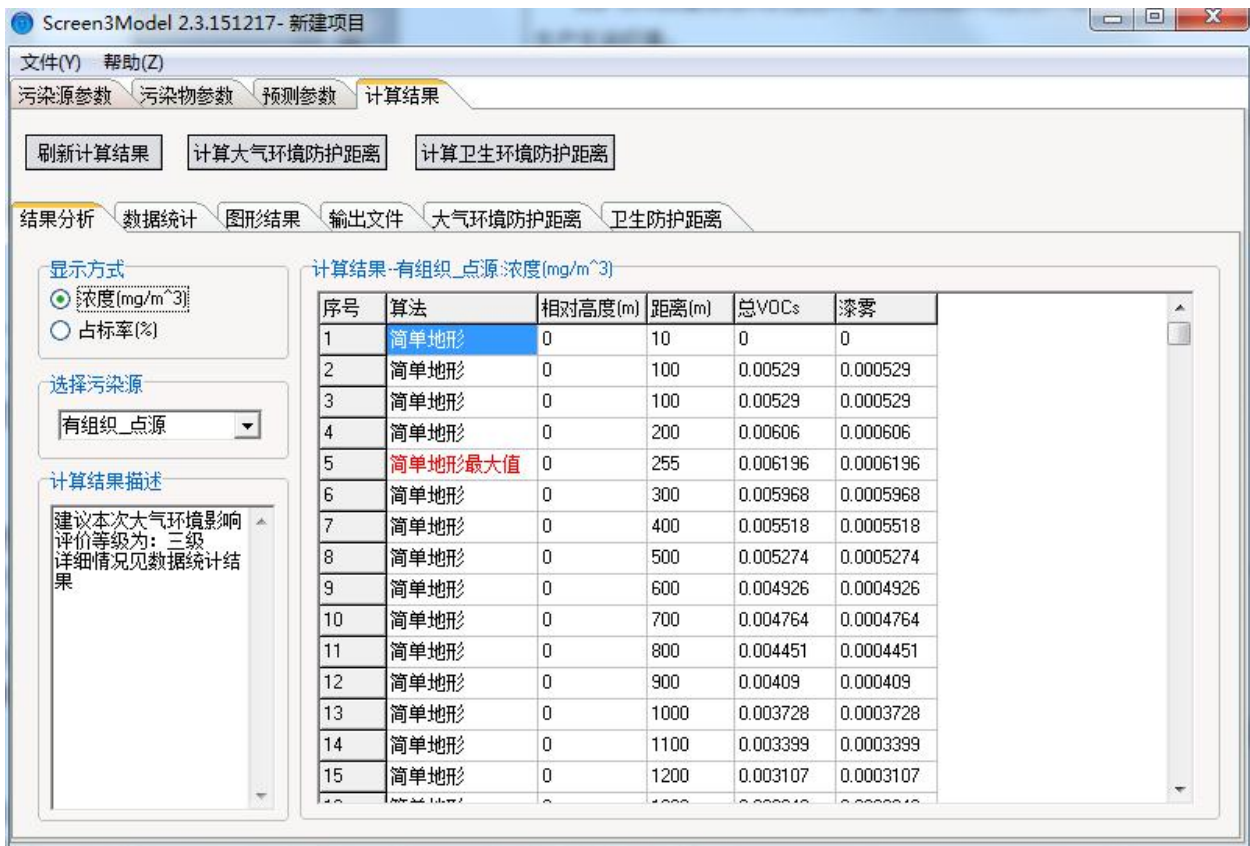 Screen3Model 2.3.151217- 新建项目
文件(Y) 帮助(Z)
污染源参数 污染物参数 预测参数 计算结果
刷新计算结果 计算大气环境防护距离 计算卫生环境防护距离
结果分析 数据统计 图形结果 输出文件 大气环境防护距离 卫生防护距离
显示方式
浓度(mg/m^3)
占标率(%)
选择污染源
有组织_点源
计算结果描述
建议本次大气环境影响
评价等级为：三级
详细情况见数据统计结
果
计算结果--有组织_点源:浓度(mg/m^3)
序号 算法 相对高度(m) 距离(m) 总VOCs 漆雾
1 简单地形 0 10 0 0
2 简单地形 0 100 0.00529 0.000529
3 简单地形 0 100 0.00529 0.000529
4 简单地形 0 200 0.00606 0.000606
5 简单地形最大值 0 255 0.006196 0.0006196
6 简单地形 0 300 0.005968 0.0005968
7 简单地形 0 400 0.005518 0.0005518
8 简单地形 0 500 0.005274 0.0005274
9 简单地形 0 600 0.004926 0.0004926
10 简单地形 0 700 0.004764 0.0004764
11 简单地形 0 800 0.004451 0.0004451
12 简单地形 0 900 0.00409 0.000409
13 简单地形 0 1000 0.003728 0.0003728
14 简单地形 0 1100 0.003399 0.0003399
15 简单地形 0 1200 0.003107 0.0003107